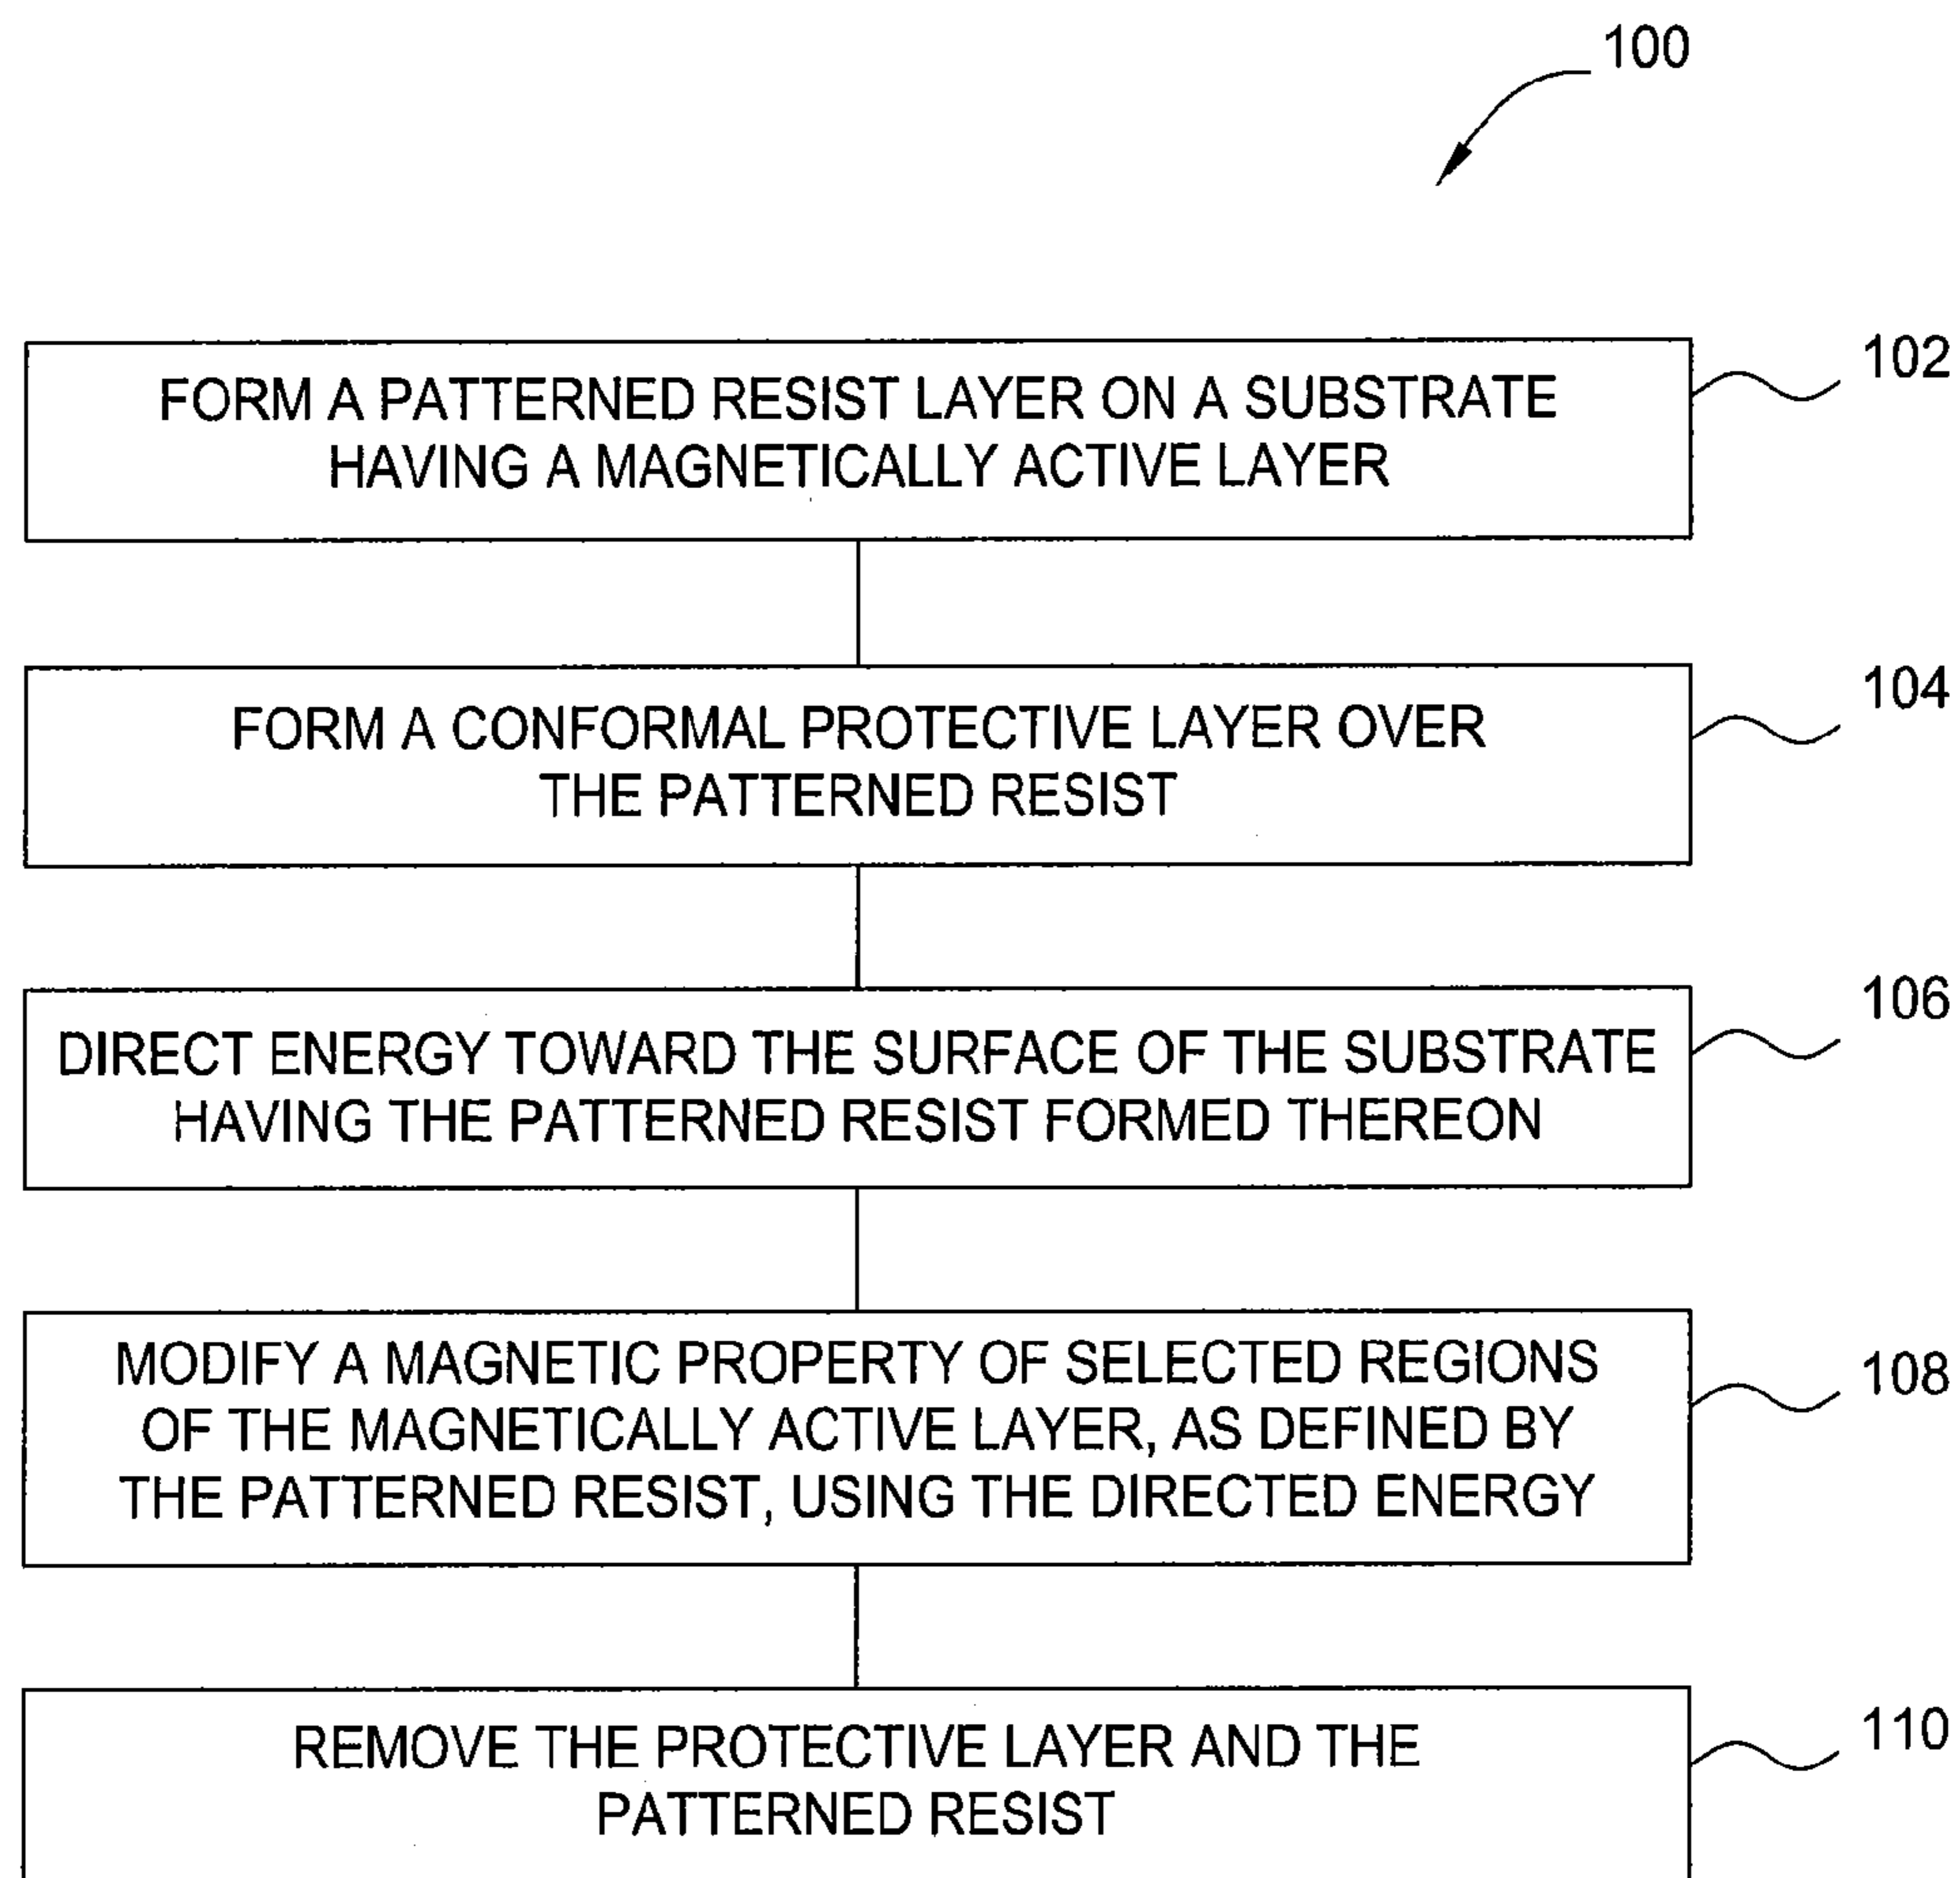 100
FORM A PATTERNED RESIST LAYER ON A SUBSTRATE
HAVING A MAGNETICALLY ACTIVE LAYER
102
FORM A CONFORMAL PROTECTIVE LAYER OVER
THE PATTERNED RESIST
104
DIRECT ENERGY TOWARD THE SURFACE OF THE SUBSTRATE
HAVING THE PATTERNED RESIST FORMED THEREON
106
MODIFY A MAGNETIC PROPERTY OF SELECTED REGIONS
OF THE MAGNETICALLY ACTIVE LAYER, AS DEFINED BY
THE PATTERNED RESIST, USING THE DIRECTED ENERGY
108
REMOVE THE PROTECTIVE LAYER AND THE
PATTERNED RESIST
110